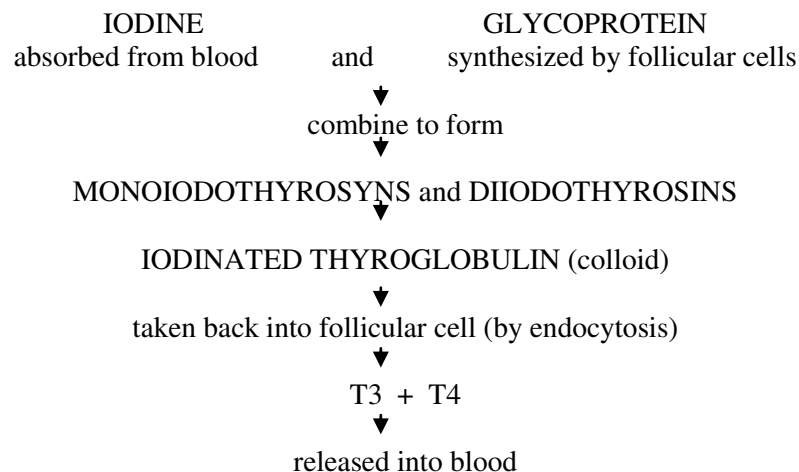 IODINE GLYCOPROTEIN
absorbed from blood and synthesized by follicular cells
combine to form
MONOIODOTHYROSYNS and DIIODOTHYROSINS
IODINATED THYROGLOBULIN (colloid)
taken back into follicular cell (by endocytosis)
T3 + T4
released into blood